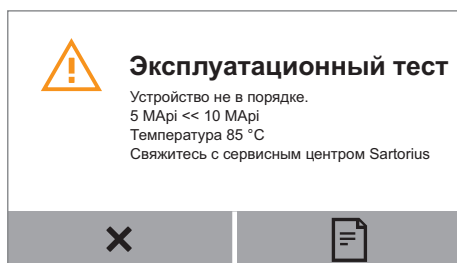 Эксплуатационный тест
Устройство не в порядке.
5 MApi << 10 MApi
Температура 85 °C
Свяжитесь с сервисным центром Sartorius